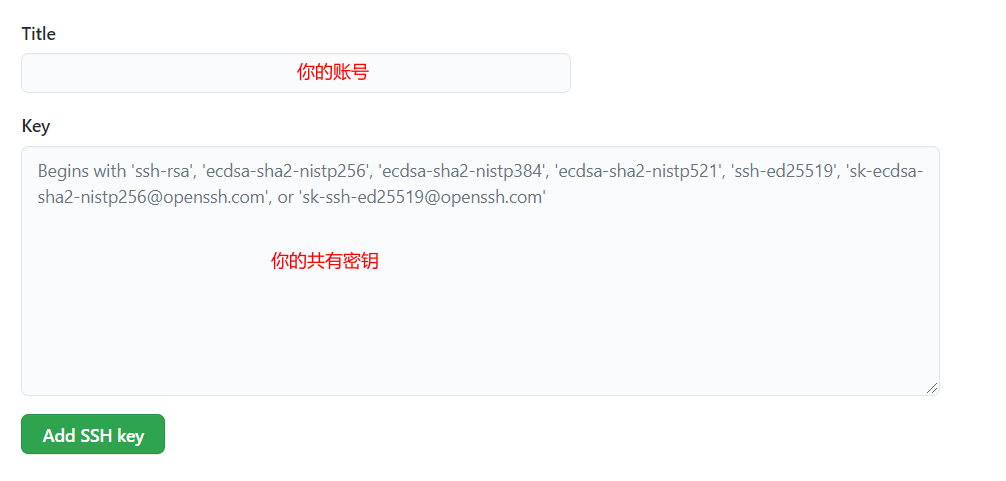 Title
你的账号
Key
Begins with 'ssh-rsa', 'ecdsa-sha2-nistp256', 'ecdsa-sha2-nistp384', 'ecdsa-sha2-nistp521', 'ssh-ed25519', 'sk-ecdsa-
sha2-nistp256@openssh.com', or 'sk-ssh-ed25519@openssh.com'
你的共有密钥
Add SSH key